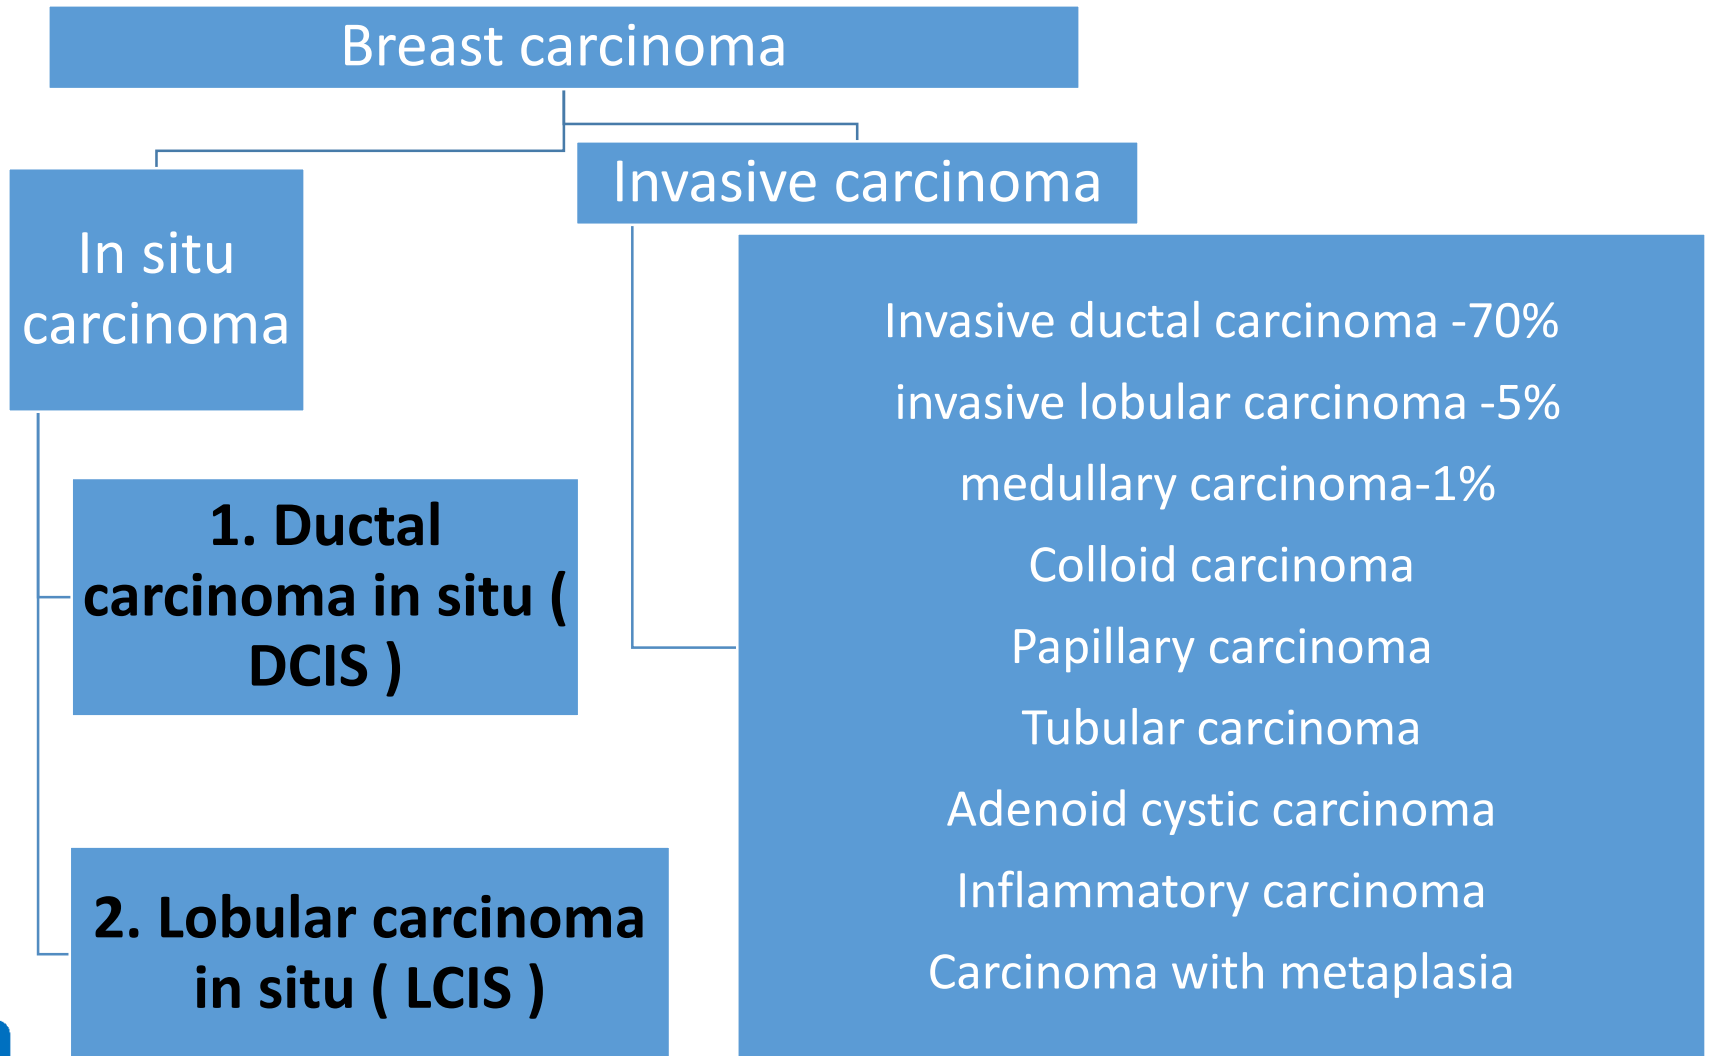 Breast carcinoma
Invasive carcinoma
In situ
carcinoma
1. Ductal
carcinoma in situ (
DCIS )
2. Lobular carcinoma
in situ ( LCIS )
Invasive ductal carcinoma -70%
invasive lobular carcinoma -5%
medullary carcinoma-1%
Colloid carcinoma
Papillary carcinoma
Tubular carcinoma
Adenoid cystic carcinoma
Inflammatory carcinoma
Carcinoma with metaplasia